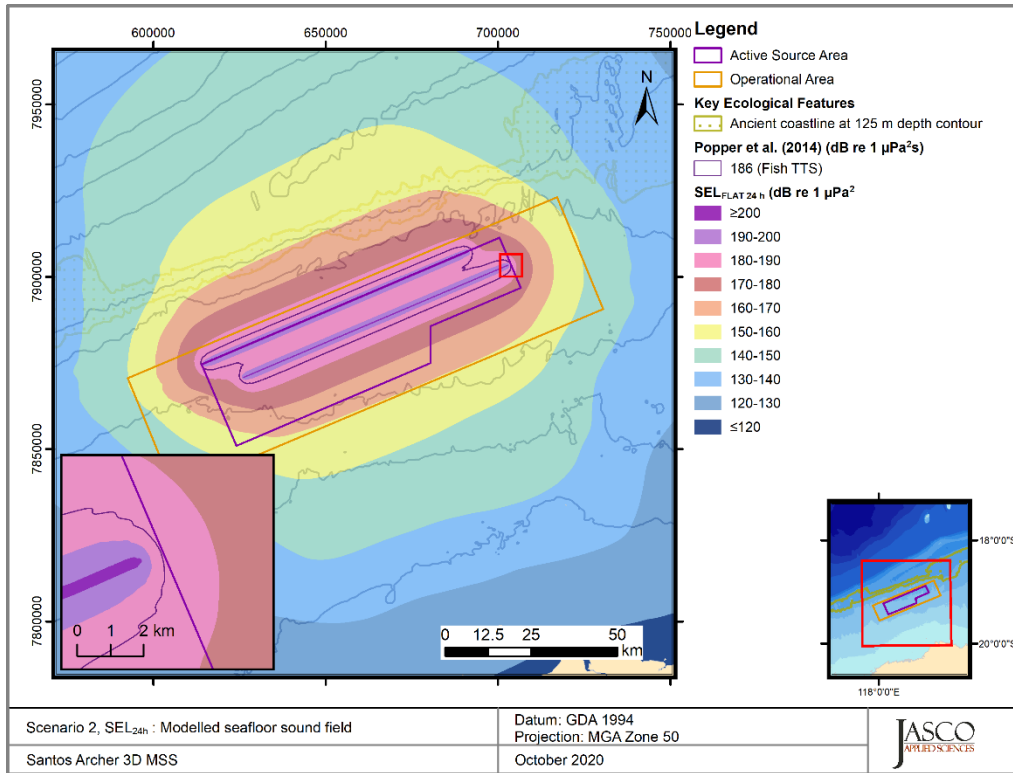 600000 650000 700000 750000
7950000
7900000
7850000
7800000
N
Legend
Active Source Area
Operational Area
Key Ecological Features
Ancient coastline at 125 m depth contour
Popper et al. (2014) (dB re 1 µPa²s)
186 (Fish TTS)
SEL_FLAT 24 h (dB re 1 µPa²
≥200
190-200
180-190
170-180
160-170
150-160
140-150
130-140
120-130
≤120
0 1 2 km
0 12.5 25 50
km
18°0'0"S
20°0'0"S
118°0'0"E
Scenario 2, SEL24h : Modelled seafloor sound field
Datum: GDA 1994
Projection: MGA Zone 50
Santos Archer 3D MSS
October 2020
JASCO
APPLIED SCIENCES